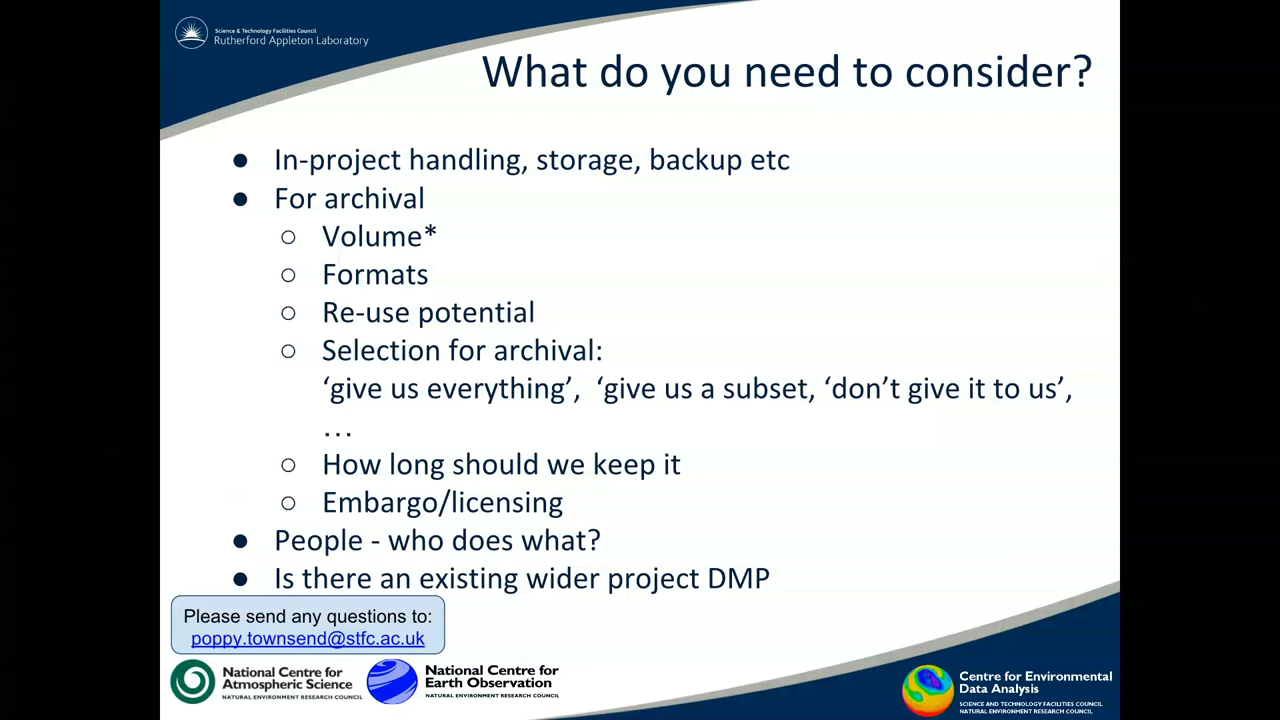 Science & Technology Facilities Council
Rutherford Appleton Laboratory
What do you need to consider?
● In-project handling, storage, backup etc
● For archival
○ Volume*
○ Formats
○ Re-use potential
○ Selection for archival:
‘give us everything’, ‘give us a subset, ‘don’t give it to us’,
…
○ How long should we keep it
○ Embargo/licensing
● People - who does what?
● Is there an existing wider project DMP
Please send any questions to:
poppy.townsend@stfc.ac.uk
National Centre for
Atmospheric Science
NATURAL ENVIRONMENT RESEARCH COUNCIL
National Centre for
Earth Observation
NATURAL ENVIRONMENT RESEARCH COUNCIL
Centre for Environmental
Data Analysis
SCIENCE AND TECHNOLOGY FACILITIES COUNCIL
NATURAL ENVIRONMENT RESEARCH COUNCIL